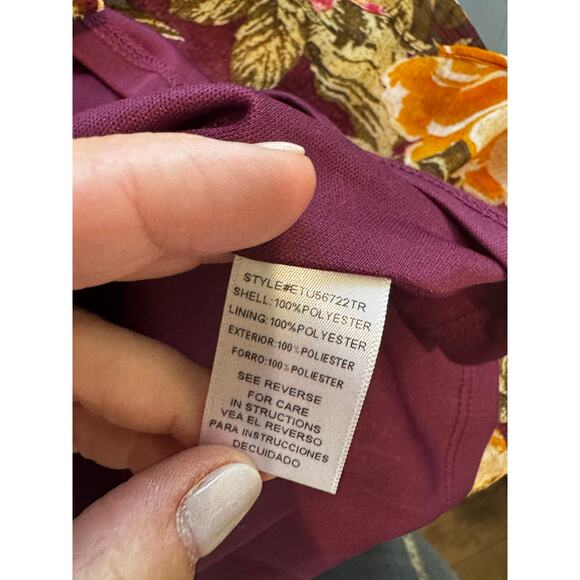 STYLE#ETU56722TR
SHELL:100%POLYESTER
LINING:100%POLYESTER
EXTERIOR:100%POLIESTER
FORRO:100%POLIESTER
SEE REVERSE
FOR CARE
IN STRUCTIONS
VEA EL REVERSO
PARA INSTRUCCIONES
DECUIDADO